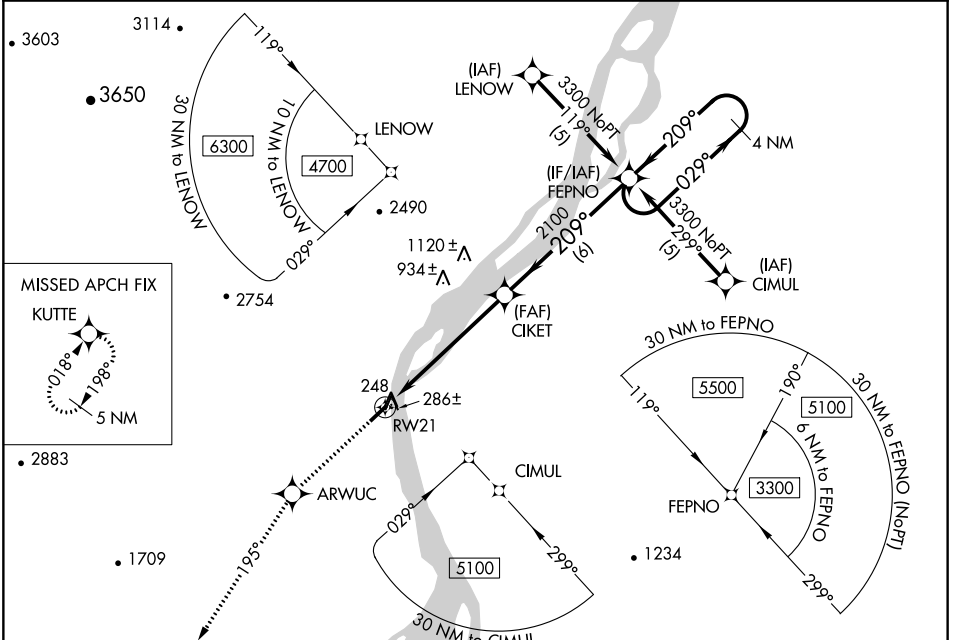 3114
3603
3650
119°
LENOW
30 NM to LENOW
10 NM to LENOW
6300
4700
029°
2490
2754
(IAF)
LENOW
3300 NoPT
119°
(5)
(IF/IAF)
FEPNO
209°
029°
4 NM
3300 NoPT
299°
(5)
(IAF)
CIMUL
2100
209°
(6)
1120±
934±
(FAF)
CIKET
MISSED APCH FIX
KUTTE
018°
198°
5 NM
248
286±
RW21
2883
ARWUC
195°
1709
CIMUL
029°
299°
5100
30 NM to CIMUL
1234
30 NM to FEPNO
5500
190°
5100
30 NM to FEPNO (NoPT)
119°
6 NM to FEPNO
3300
FEPNO
299°